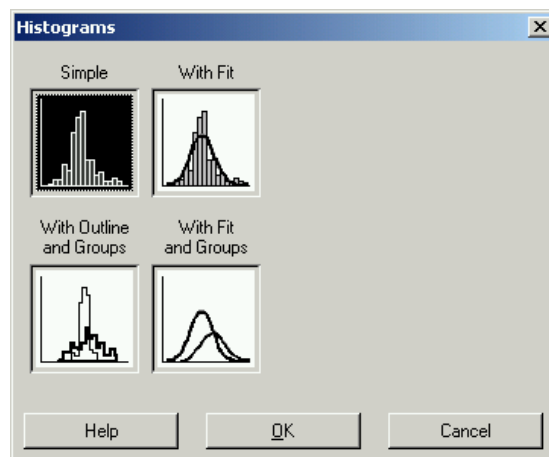 Histograms
Simple
With Fit
With Outline
and Groups
With Fit
and Groups
Help
OK
Cancel